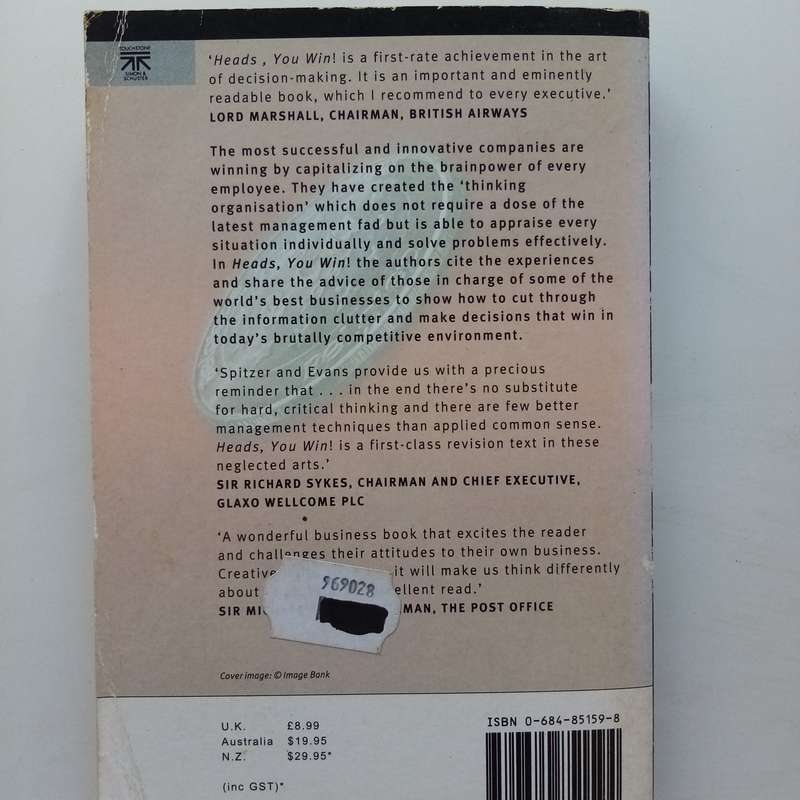 TOUCHSTONE
SIMON &
SCHUSTER
‘Heads , You Win! is a first-rate achievement in the art
of decision-making. It is an important and eminently
readable book, which I recommend to every executive.’
LORD MARSHALL, CHAIRMAN, BRITISH AIRWAYS
The most successful and innovative companies are
winning by capitalizing on the brainpower of every
employee. They have created the ‘thinking
organisation’ which does not require a dose of the
latest management fad but is able to appraise every
situation individually and solve problems effectively.
In Heads, You Win! the authors cite the experiences
and share the advice of those in charge of some of the
world’s best businesses to show how to cut through
the information clutter and make decisions that win in
today’s brutally competitive environment.
‘Spitzer and Evans provide us with a precious
reminder that . . . in the end there’s no substitute
for hard, critical thinking and there are few better
management techniques than applied common sense.
Heads, You Win! is a first-class revision text in these
neglected arts.’
SIR RICHARD SYKES, CHAIRMAN AND CHIEF EXECUTIVE,
GLAXO WELLCOME PLC
‘A wonderful business book that excites the reader
and challenges their attitudes to their own business.
Creative it will make us think differently
about ellent read.’
969028
SIR MI MAN, THE POST OFFICE
Cover image: © Image Bank
U.K. £8.99
Australia $19.95
N.Z. $29.95*
(inc GST)*
ISBN 0-684-85159-8